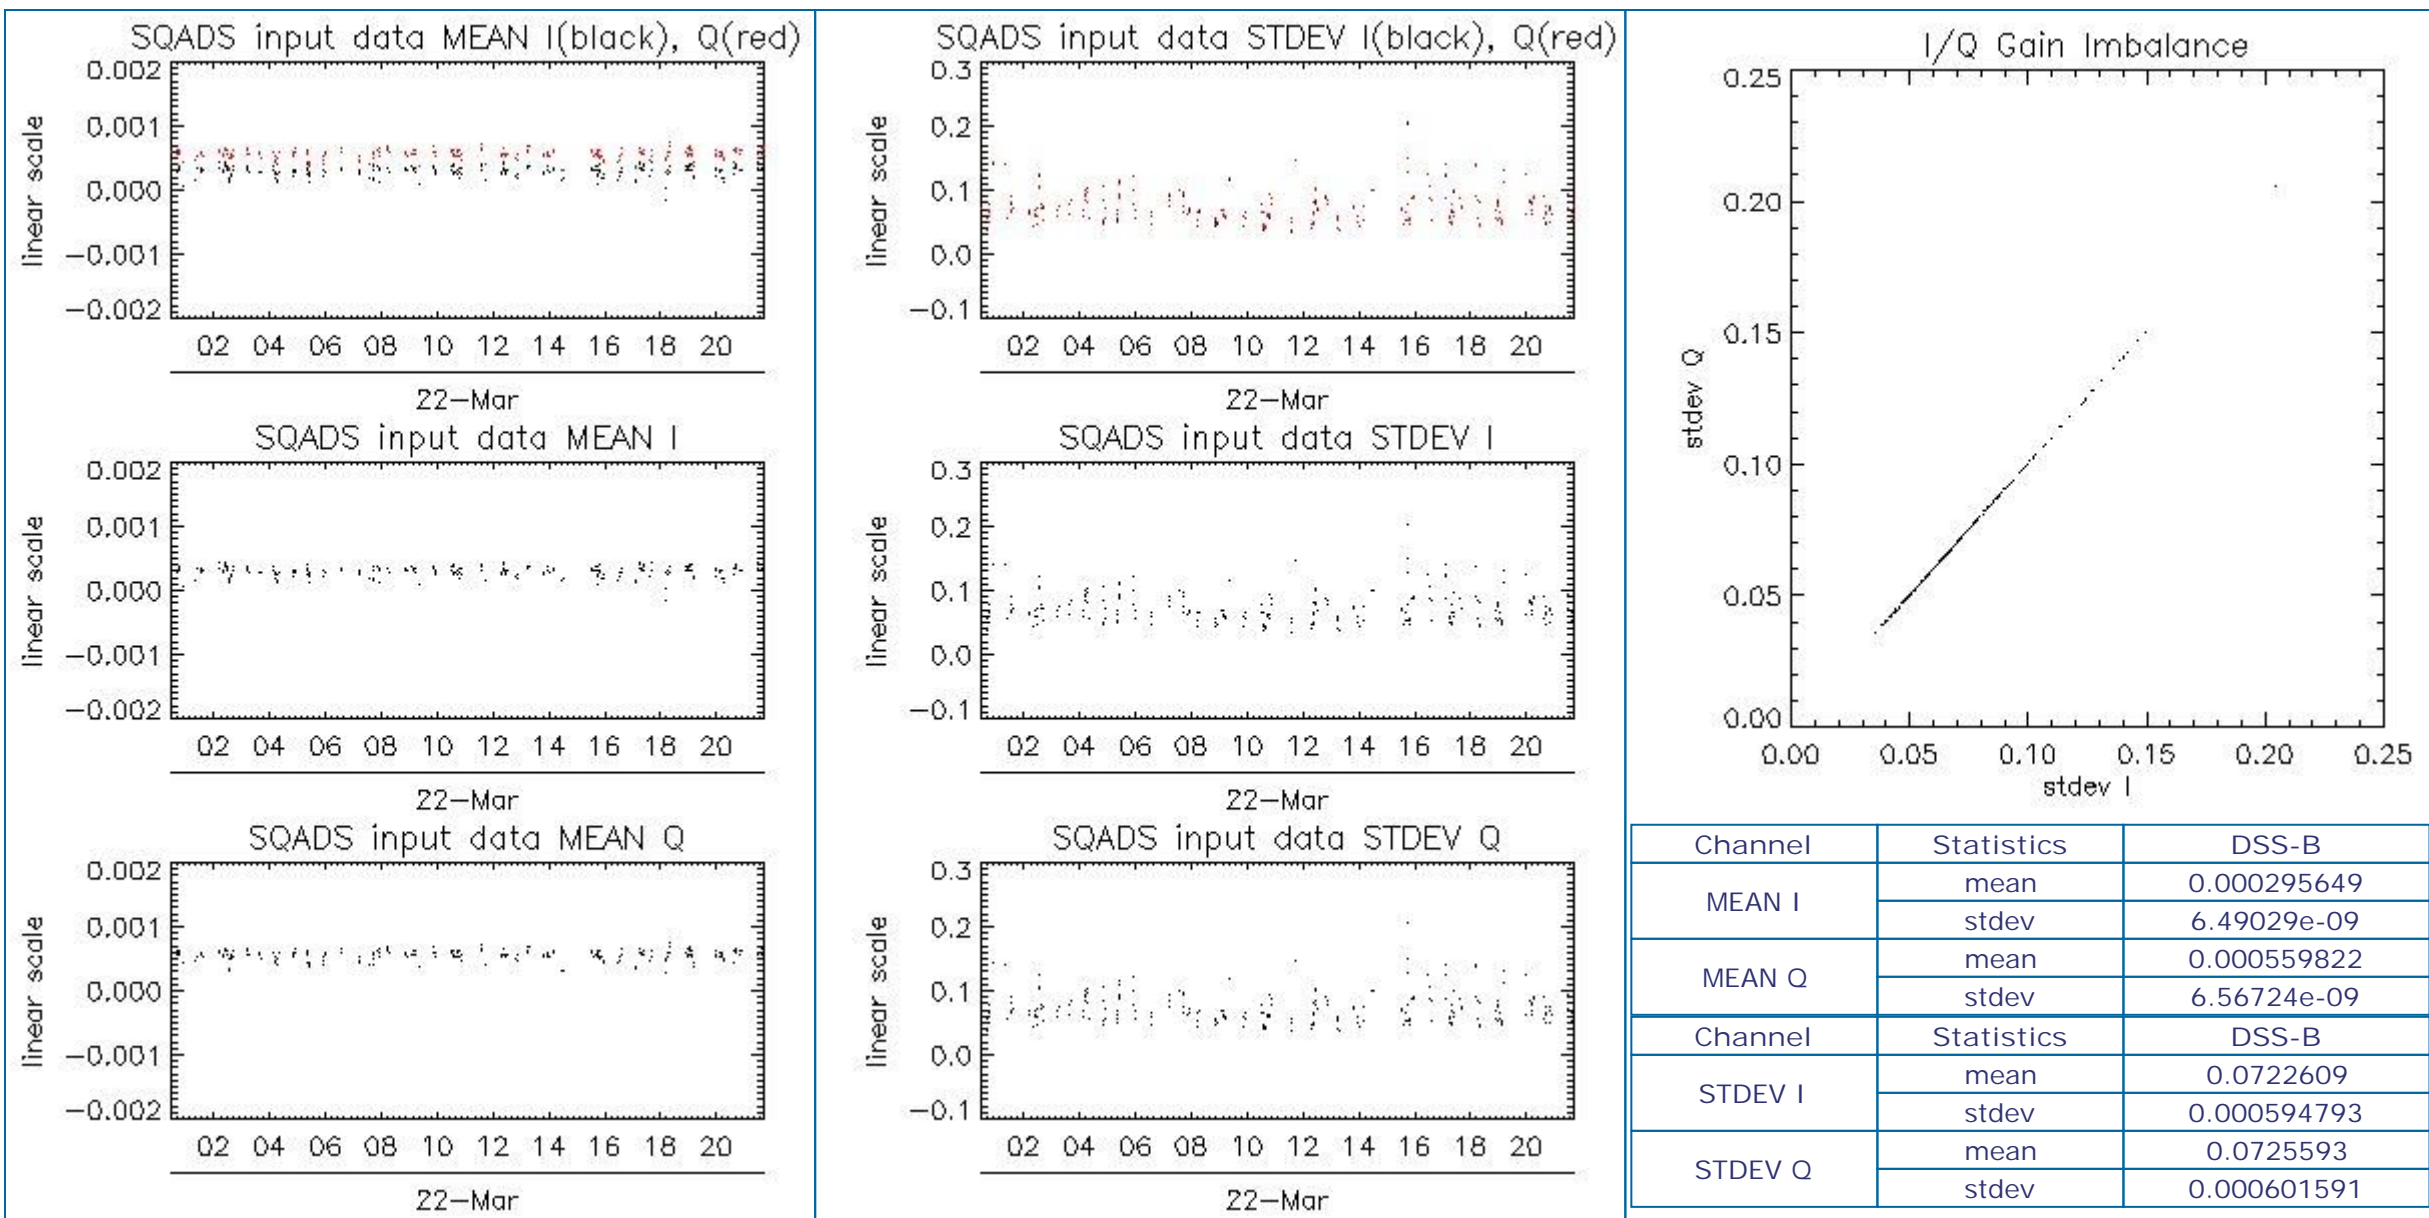 SQADS input data MEAN I(black), Q(red)
0.002
0.001
0.000
−0.001
−0.002
linear scale
02 04 06 08 10 12 14 16 18 20
22−Mar
SQADS input data MEAN I
0.002
0.001
0.000
−0.001
−0.002
linear scale
02 04 06 08 10 12 14 16 18 20
22−Mar
SQADS input data MEAN Q
0.002
0.001
0.000
−0.001
−0.002
linear scale
02 04 06 08 10 12 14 16 18 20
22−Mar
SQADS input data STDEV I(black), Q(red)
0.3
0.2
0.1
0.0
−0.1
linear scale
02 04 06 08 10 12 14 16 18 20
22−Mar
SQADS input data STDEV I
0.3
0.2
0.1
0.0
−0.1
linear scale
02 04 06 08 10 12 14 16 18 20
22−Mar
SQADS input data STDEV Q
0.3
0.2
0.1
0.0
−0.1
linear scale
02 04 06 08 10 12 14 16 18 20
22−Mar
I/Q Gain Imbalance
0.25
0.20
0.15
0.10
0.05
0.00
stdev Q
0.00 0.05 0.10 0.15 0.20 0.25
stdev I
Channel Statistics DSS-B
MEAN I mean 0.000295649
stdev 6.49029e-09
MEAN Q mean 0.000559822
stdev 6.56724e-09
Channel Statistics DSS-B
STDEV I mean 0.0722609
stdev 0.000594793
STDEV Q mean 0.0725593
stdev 0.000601591